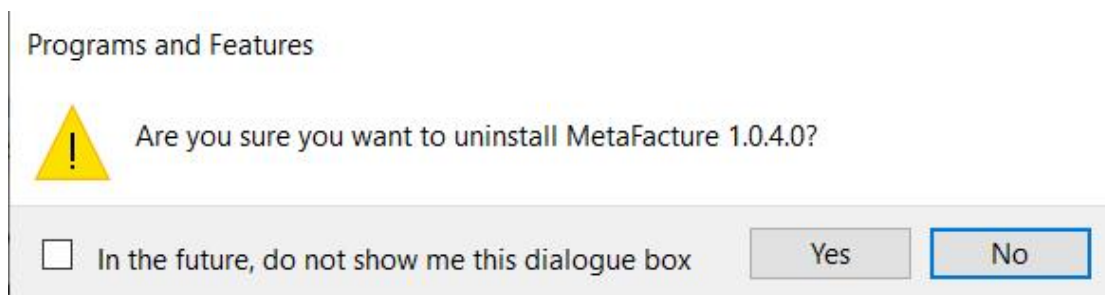 Programs and Features
Are you sure you want to uninstall MetaFacture 1.0.4.0?
In the future, do not show me this dialogue box
Yes
No